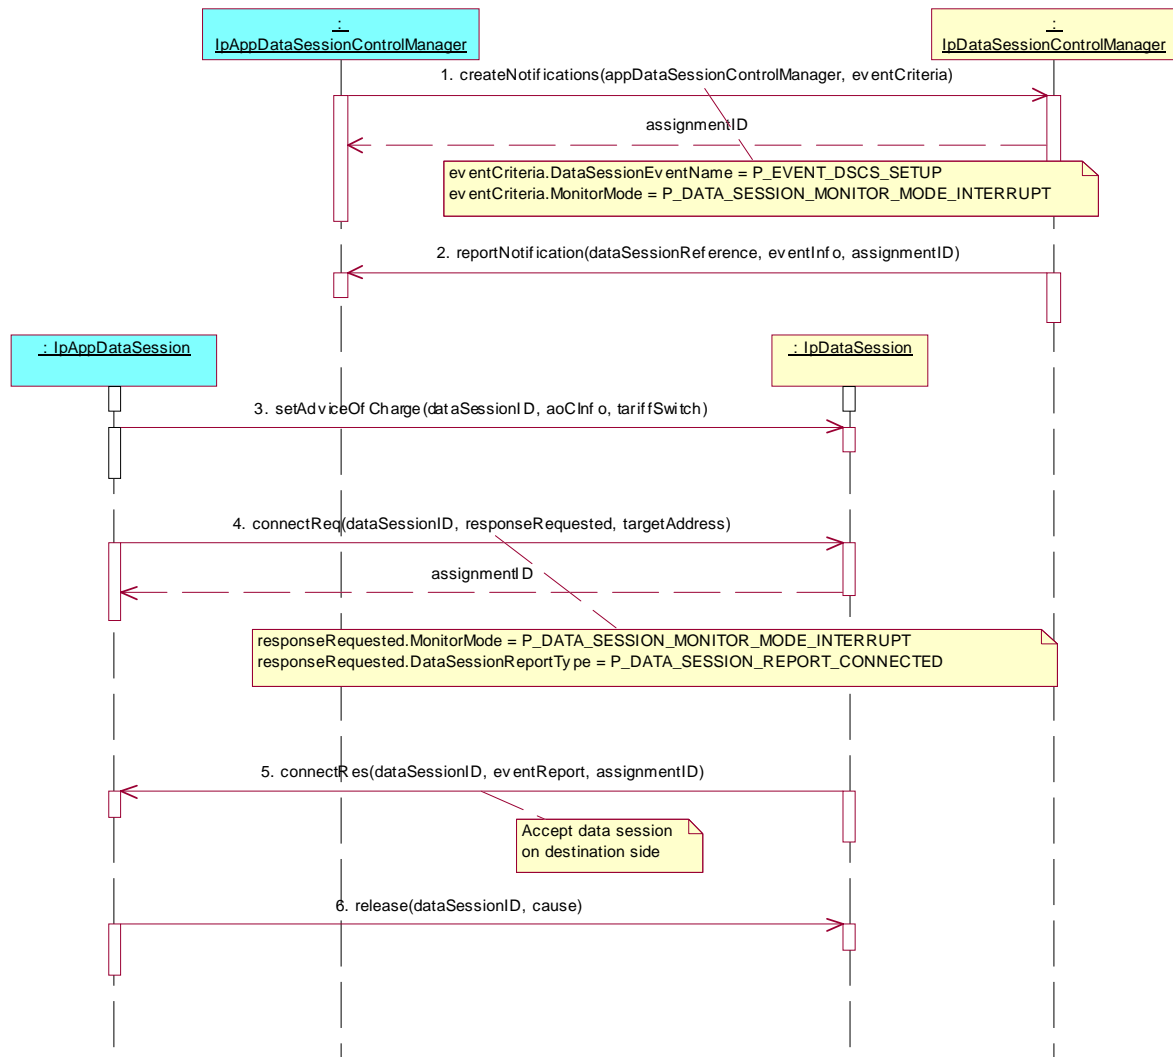 :
IpAppDataSessionControlManager
:
IpDataSessionControlManager
1. createNotifications(appDataSessionControlManager, eventCriteria)
assignmentID
eventCriteria.DataSessionEventName = P_EVENT_DSCS_SETUP
eventCriteria.MonitorMode = P_DATA_SESSION_MONITOR_MODE_INTERRUPT
2. reportNotification(dataSessionReference, eventInfo, assignmentID)
: IpAppDataSession
: IpDataSession
3. setAdviceOfCharge(dataSessionID, aoCInfo, tariffSwitch)
4. connectReq(dataSessionID, responseRequested, targetAddress)
assignmentID
responseRequested.MonitorMode = P_DATA_SESSION_MONITOR_MODE_INTERRUPT
responseRequested.DataSessionReportType = P_DATA_SESSION_REPORT_CONNECTED
5. connectRes(dataSessionID, eventReport, assignmentID)
Accept data session
on destination side
6. release(dataSessionID, cause)